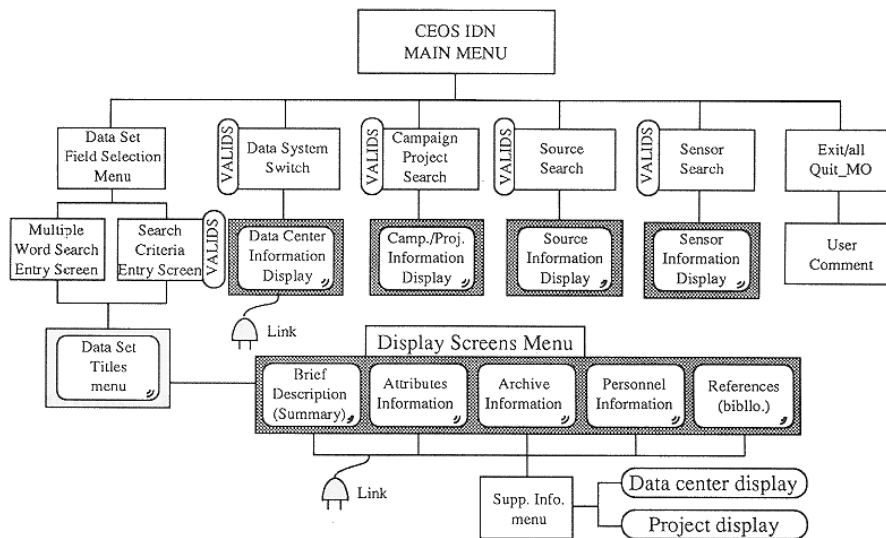 CEOS IDN
MAIN MENU
Data Set
Field Selection
Menu
VALIDS
Data System
Switch
VALIDS
Campaign
Project
Search
VALIDS
Source
Search
VALIDS
Sensor
Search
Exit/all
Quit_MO
Multiple
Word Search
Entry Screen
Search
Criteria
Entry Screen
VALIDS
Data Center
Information
Display
Camp./Proj.
Information
Display
Source
Information
Display
Sensor
Information
Display
User
Comment
Link
Data Set
Titles
menu
Display Screens Menu
Brief
Description
(Summary)
Attributes
Information
Archive
Information
Personnel
Information
References
(bibllo.)
Link
Supp. Info.
menu
Data center display
Project display